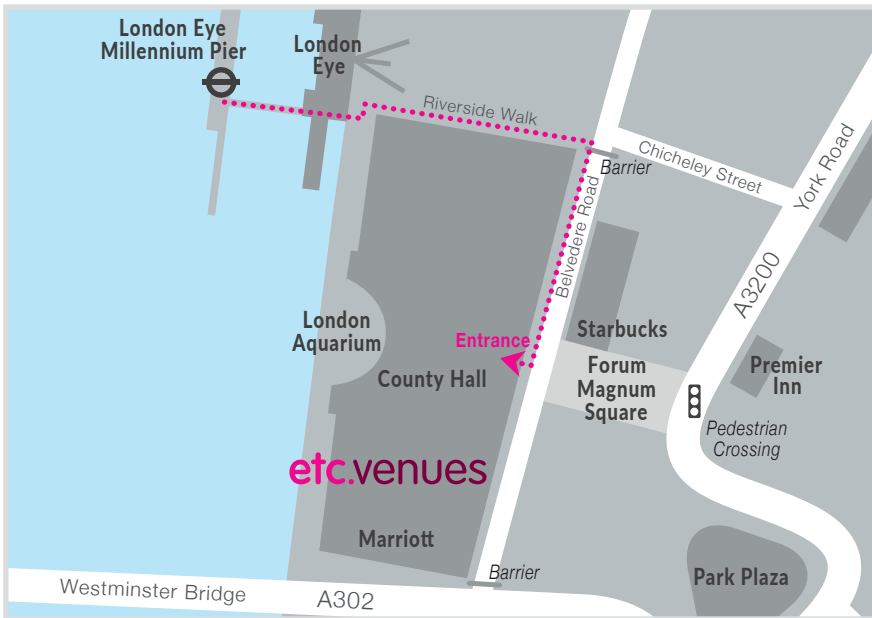 London Eye
Millennium Pier
London
Eye
Riverside Walk
Chicheley Street
York Road
Barrier
Belvedere Road
A3200
London
Aquarium
Entrance
Starbucks
County Hall
Forum
Magnum
Square
Premier
Inn
Pedestrian
Crossing
etc.venues
Marriott
Barrier
Park Plaza
Westminster Bridge
A302